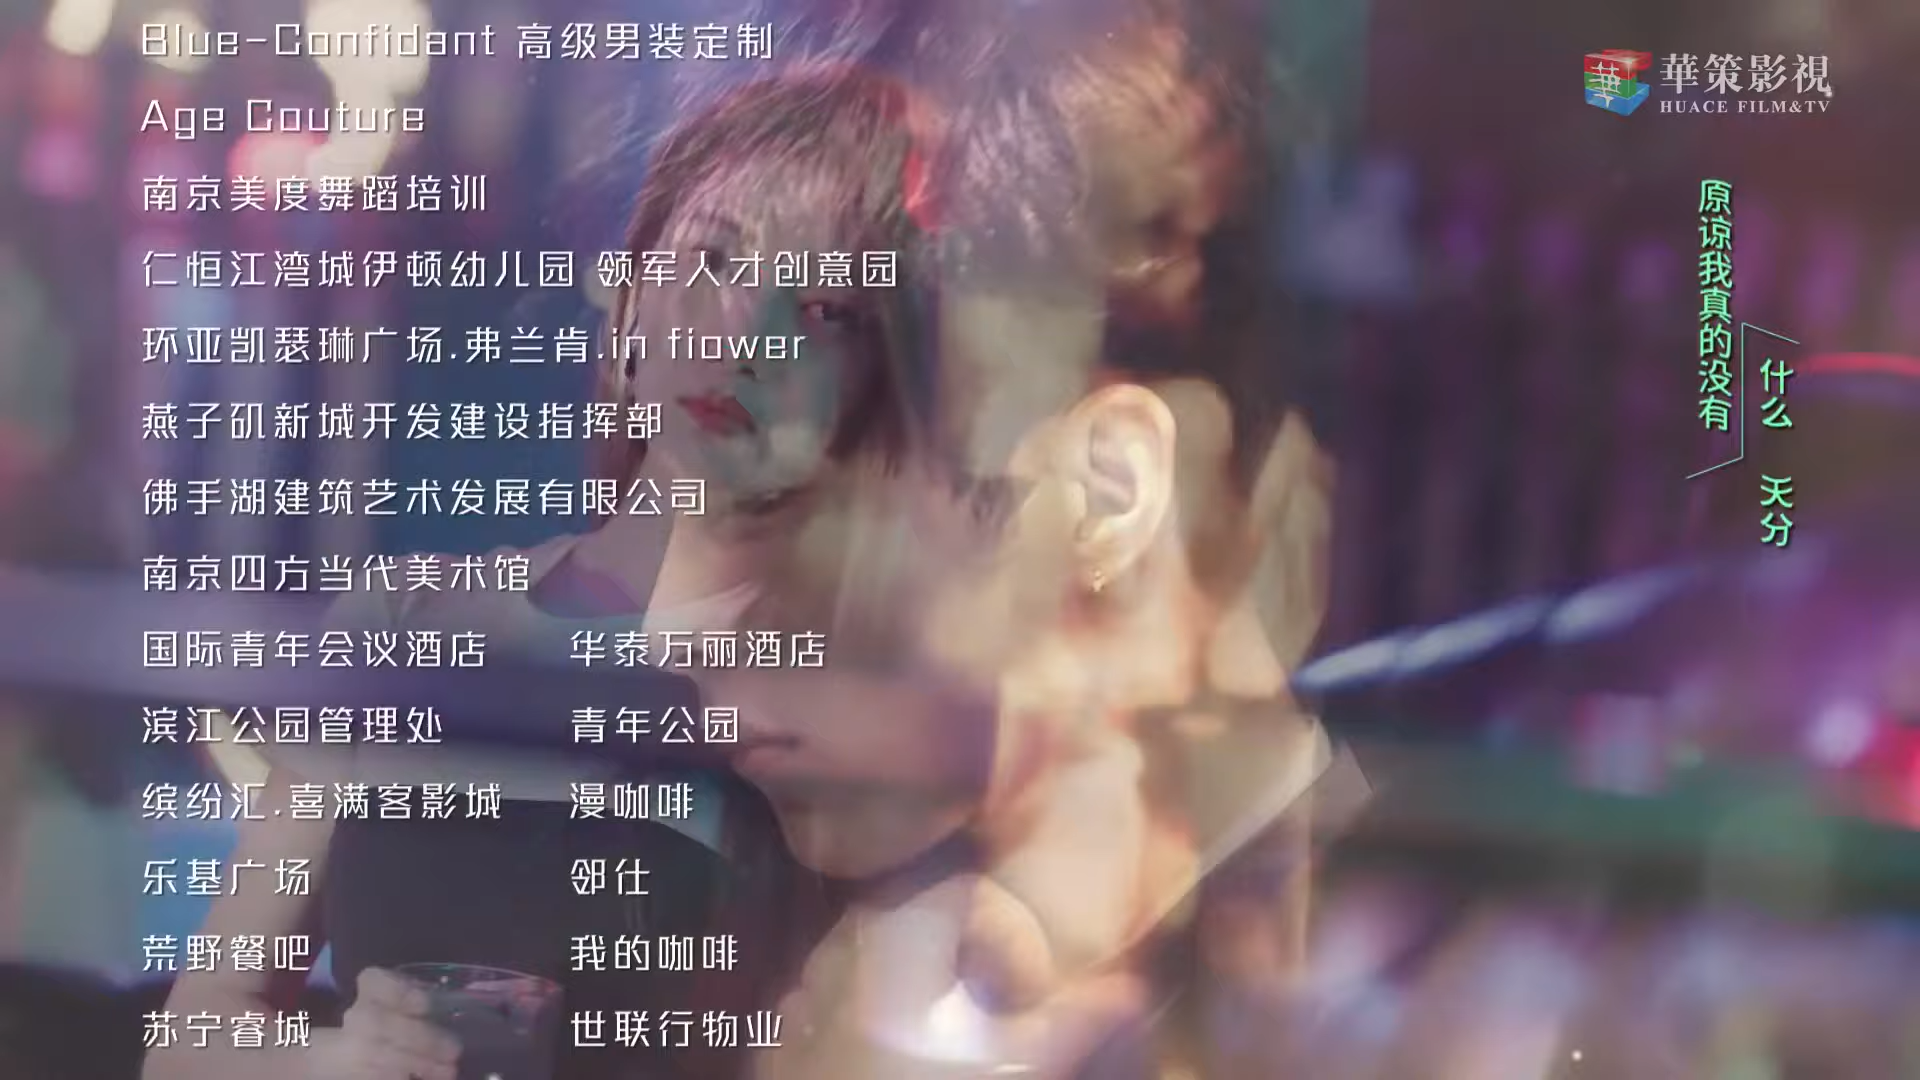 Blue-Confidant 高级男装定制
Age Couture
南京美度舞蹈培训
仁恒江湾城伊顿幼儿园 领军人才创意园
环亚凯瑟琳广场.弗兰肯.in fiower
燕子矶新城开发建设指挥部
佛手湖建筑艺术发展有限公司
南京四方当代美术馆
国际青年会议酒店 华泰万丽酒店
滨江公园管理处 青年公园
缤纷汇.喜满客影城 漫咖啡
乐基广场 邻仕
荒野餐吧 我的咖啡
苏宁睿城 世联行物业
華策影視
HUACE FILM&TV
原谅我真的没有
什么 天分